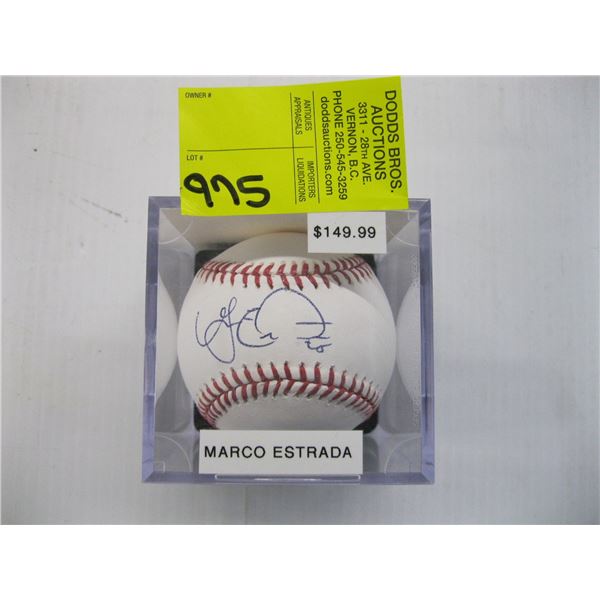 OWNER #
LOT #
975
ANTIQUES
APPRAISALS
IMPORTERS
LIQUIDATIONS
DODDS BROS.
AUCTIONS
3311 - 28TH AVE.
VERNON, B.C.
PHONE 250-545-3259
doddsauctions.com
$149.99
MARCO ESTRADA